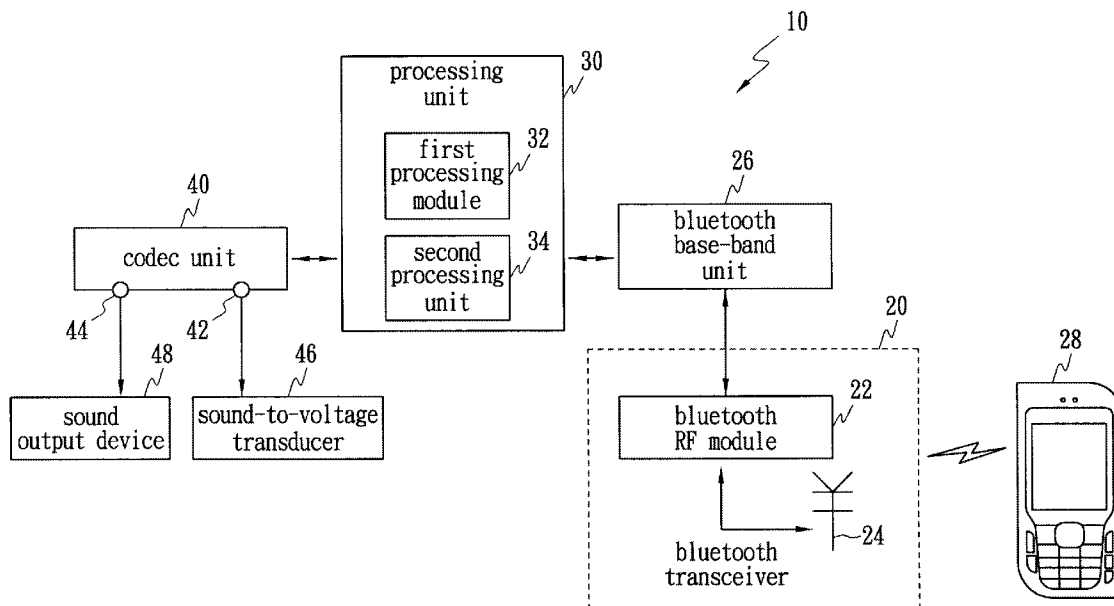 10
processing
unit
30
first
processing
module
32
second
processing
unit
34
40
codec unit
44
42
26
bluetooth
base-band
unit
48
sound
output device
46
sound-to-voltage
transducer
20
bluetooth
RF module
22
24
bluetooth
transceiver
28